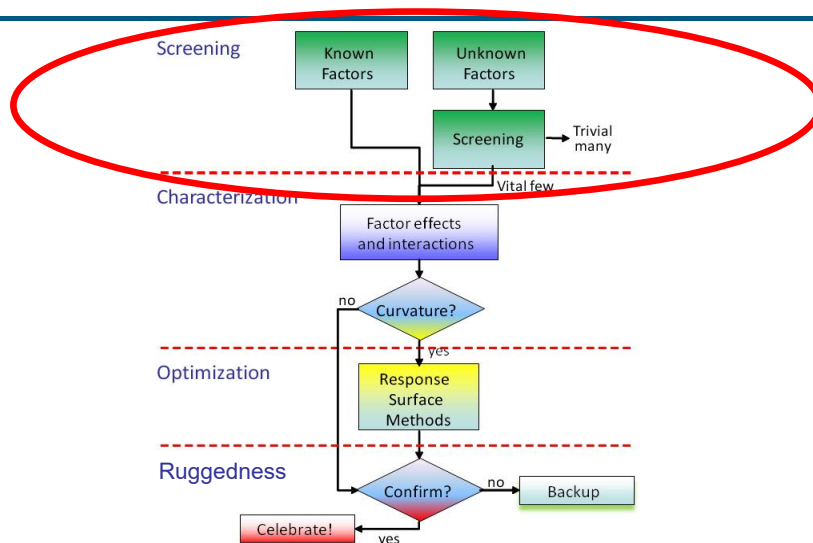 Screening
Known
Factors
Unknown
Factors
Screening
Trivial
many
Vital few
Characterization
Factor effects
and interactions
no
Curvature?
yes
Optimization
Response
Surface
Methods
Ruggedness
Confirm?
no
Backup
Celebrate!
yes